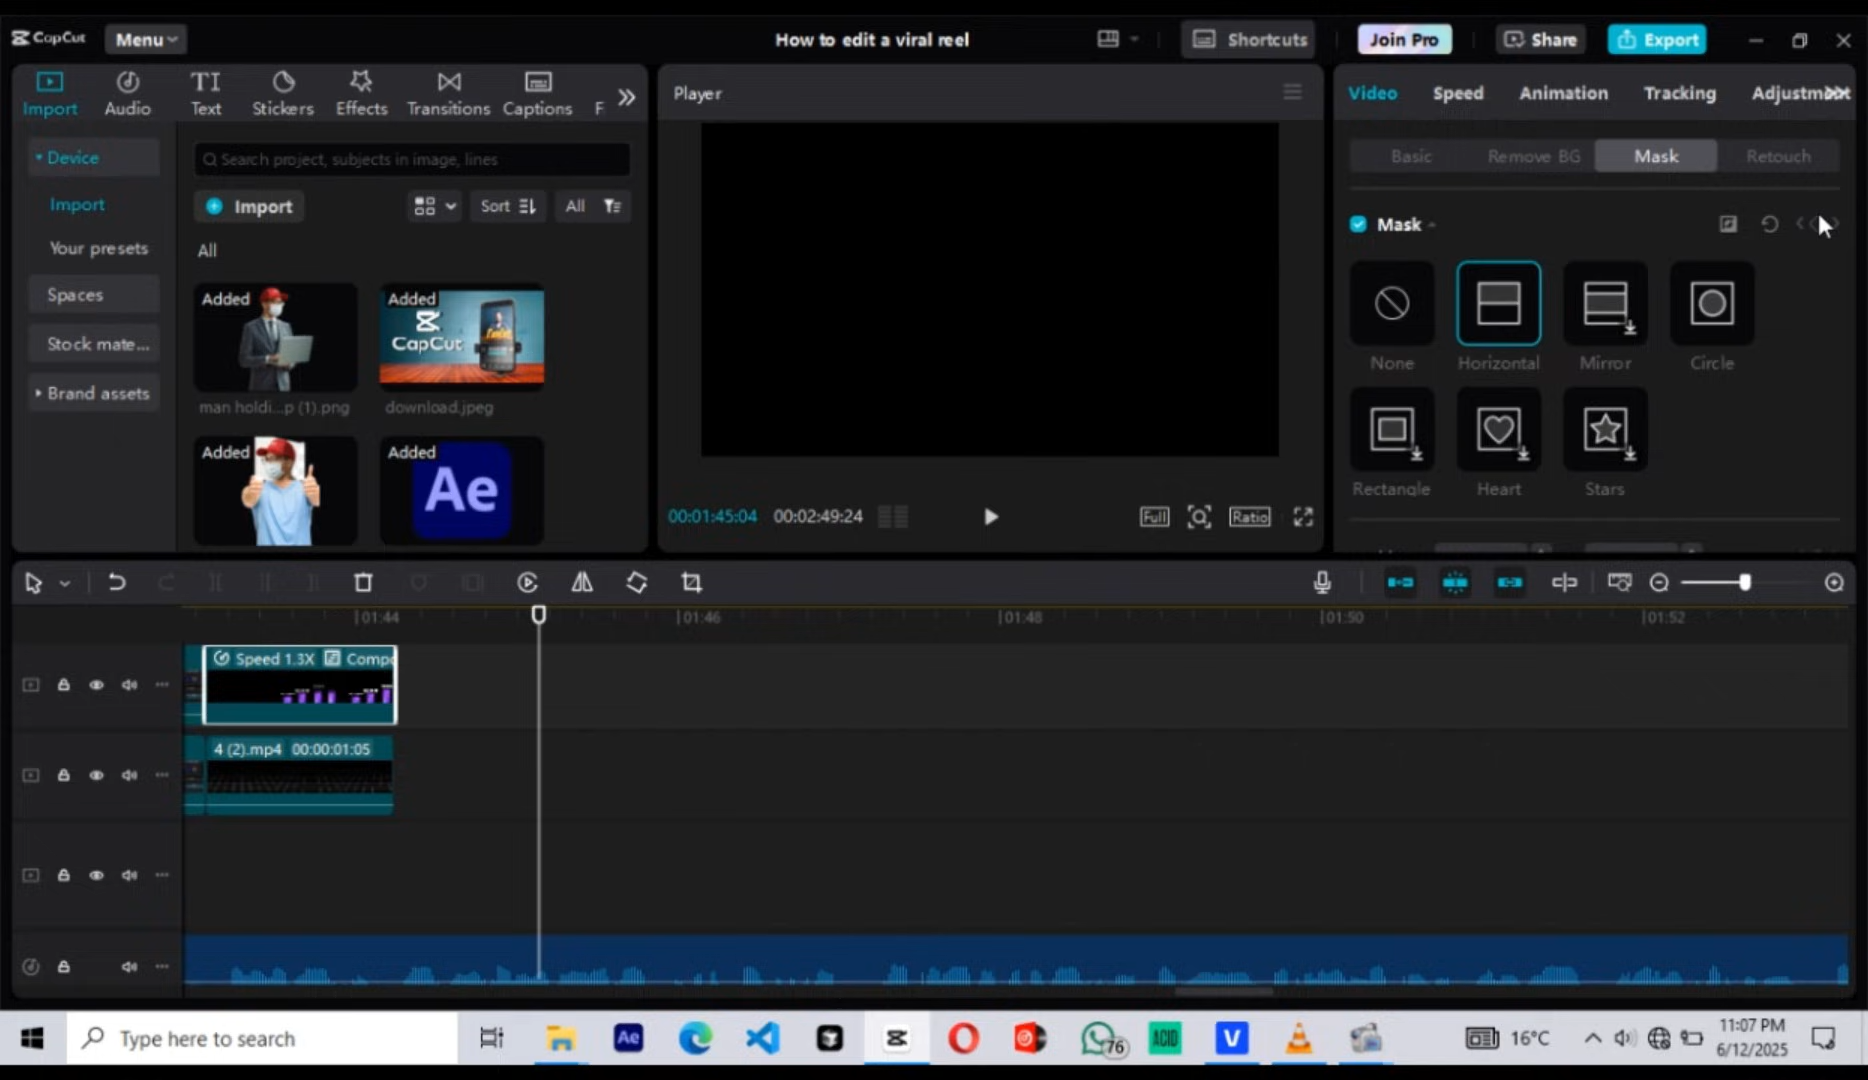 CapCut
Menu
How to edit a viral reel
Shortcuts
Join Pro
Share
Export
Import
Audio
TI
Text
Stickers
Effects
Transitions
Captions
F
Player
Video
Speed
Animation
Tracking
Adjustment
Device
Search project, subjects in image, lines
Basic
Remove BG
Mask
Retouch
Import
Import
Sort
All
Your presets
All
Mask
Spaces
Added
Added
CapCut
Stock mate...
None
Horizontal
Mirror
Circle
Brand assets
man holdi...p (1).png
download.jpeg
Added
Added
Ae
Rectangle
Heart
Stars
00:01:45:04
00:02:49:24
Full
Ratio
01:44
01:46
01:48
01:50
01:52
Speed 1.3X
Compo
4 (2).mp4
00:00:01:05
Type here to search
Ae
76
ACID
V
16°C
11:07 PM
6/12/2025